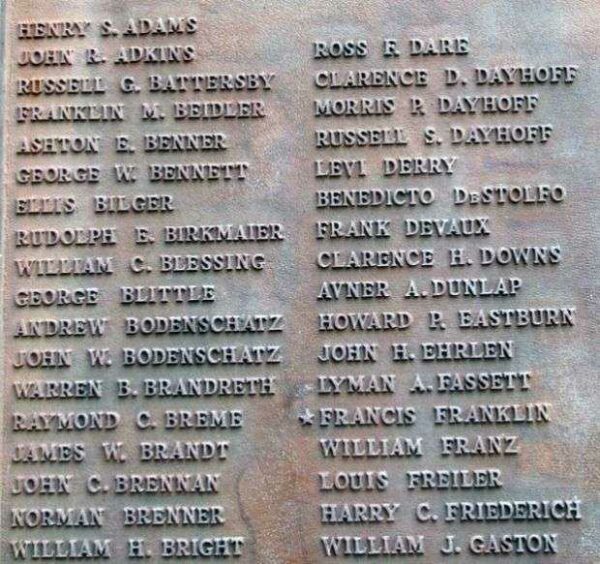 HENRY S. ADAMS
JOHN R. ADKINS
RUSSELL G. BATTERSBY
FRANKLIN M. BEIDLER
ASHTON E. BENNER
GEORGE W. BENNETT
ELLIS BILGER
RUDOLPH E. BIRKMAIER
WILLIAM C. BLESSING
GEORGE BLITTLE
ANDREW BODENSCHATZ
JOHN W. BODENSCHATZ
WARREN B. BRANDRETH
RAYMOND C. BREME
JAMES W. BRANDT
JOHN C. BRENNAN
NORMAN BRENNER
WILLIAM H. BRIGHT
ROSS F. DARE
CLARENCE D. DAYHOFF
MORRIS P. DAYHOFF
RUSSELL S. DAYHOFF
LEVI DERRY
BENEDICTO DESTOLFO
FRANK DEVAUX
CLARENCE H. DOWNS
AVNER A. DUNLAP
HOWARD P. EASTBURN
JOHN H. EHRLEN
LYMAN A. FASSETT
★ FRANCIS FRANKLIN
WILLIAM FRANZ
LOUIS FREILER
HARRY C. FRIEDERICH
WILLIAM J. GASTON